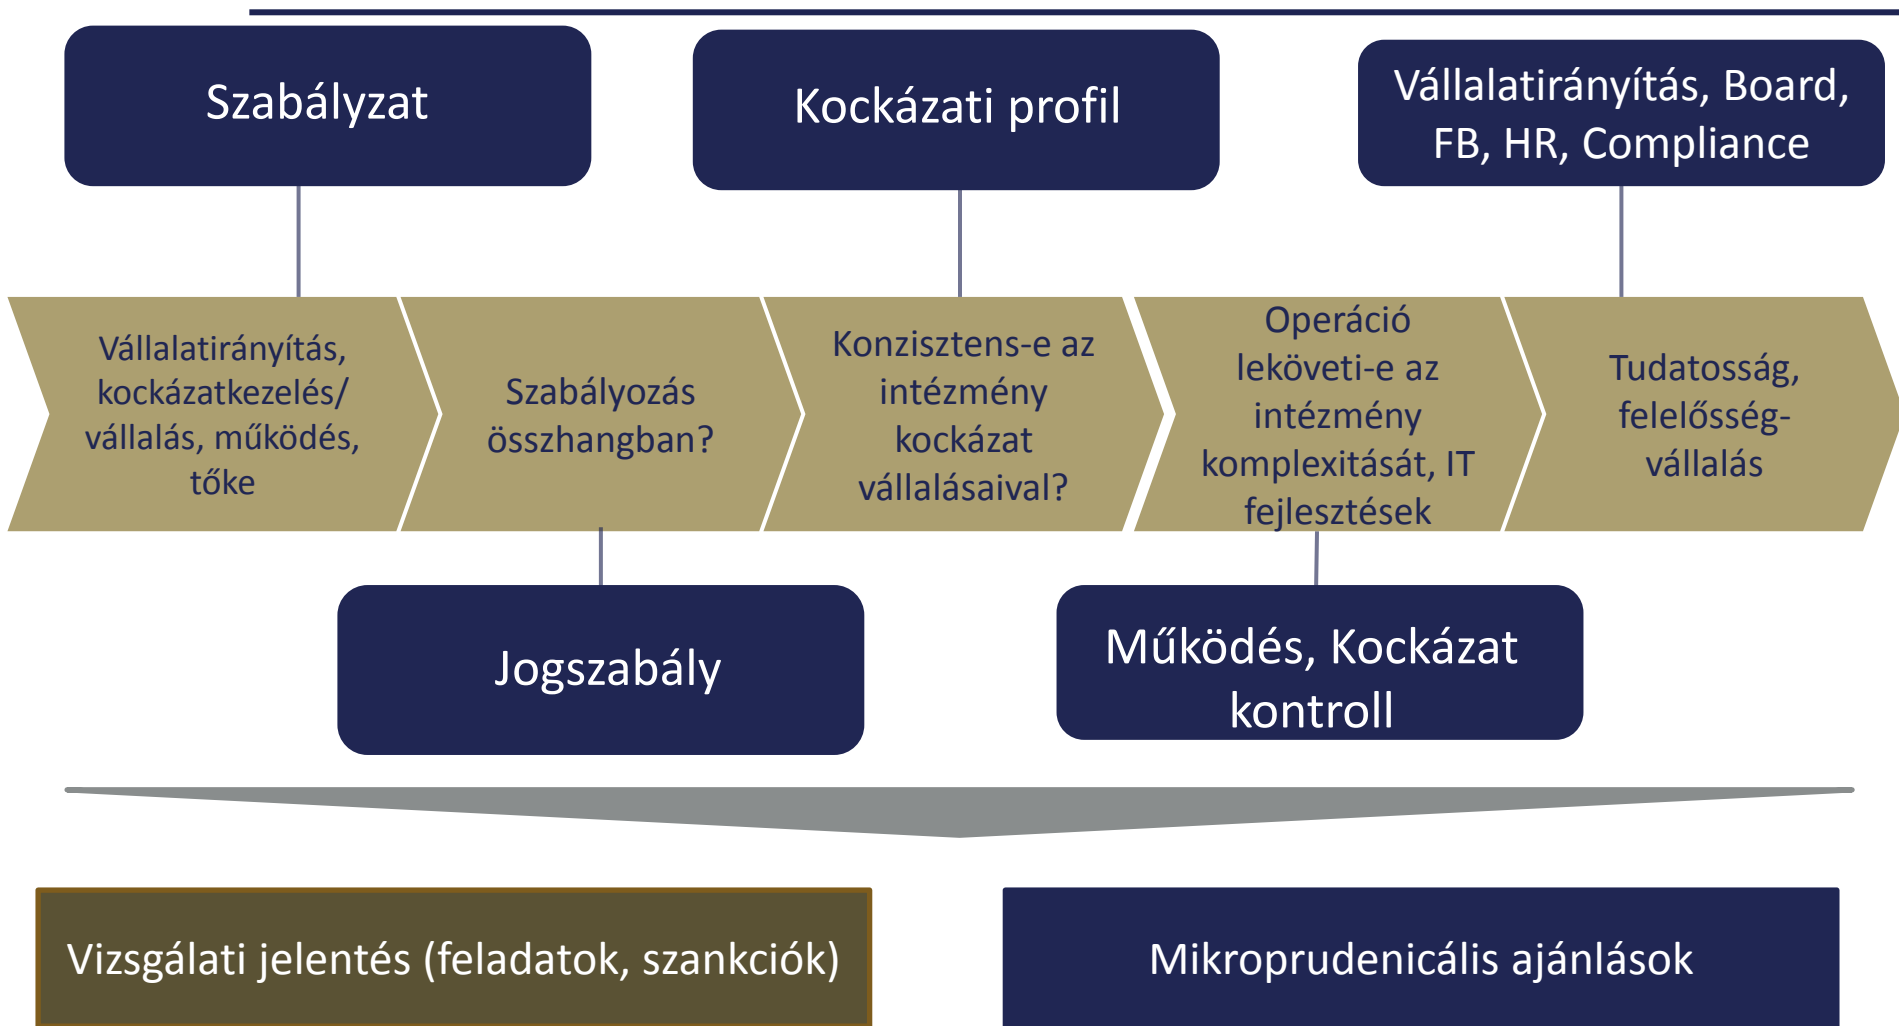 Szabályzat
Kockázati profil
Vállalatirányítás, Board,
FB, HR, Compliance
Vállalatirányítás,
kockázatkezelés/
vállalás, működés,
tőke
Szabályozás
összhangban?
Konzisztens-e az
intézmény
kockázat
vállalásaival?
Operáció
leköveti-e az
intézmény
komplexitását, IT
fejlesztések
Tudatosság,
felelősség-
vállalás
Jogszabály
Működés, Kockázat
kontroll
Vizsgálati jelentés (feladatok, szankciók)
Mikroprudenicális ajánlások